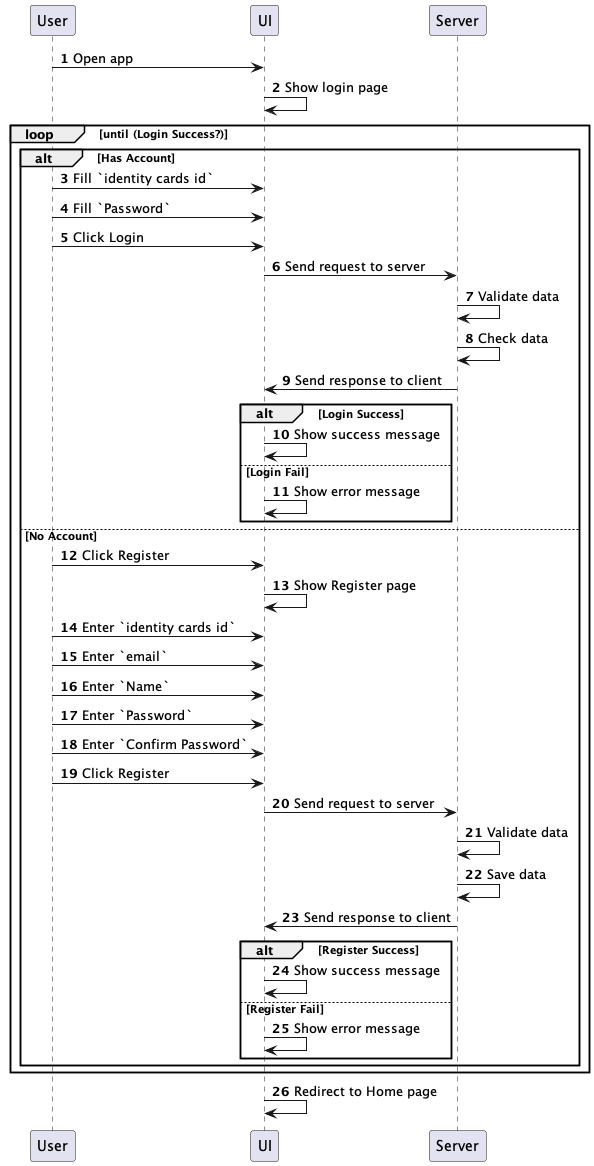 User UI Server
1 Open app
2 Show login page
loop [until (Login Success?)]
alt [Has Account]
3 Fill `identity cards id`
4 Fill `Password`
5 Click Login
6 Send request to server
7 Validate data
8 Check data
9 Send response to client
alt [Login Success]
10 Show success message
[Login Fail]
11 Show error message
[No Account]
12 Click Register
13 Show Register page
14 Enter `identity cards id`
15 Enter `email`
16 Enter `Name`
17 Enter `Password`
18 Enter `Confirm Password`
19 Click Register
20 Send request to server
21 Validate data
22 Save data
23 Send response to client
alt [Register Success]
24 Show success message
[Register Fail]
25 Show error message
26 Redirect to Home page
User UI Server